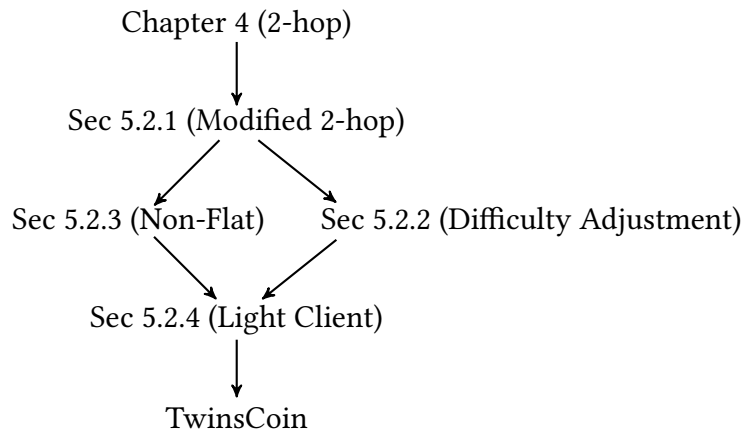 Chapter 4 (2-hop)
Sec 5.2.1 (Modified 2-hop)
Sec 5.2.3 (Non-Flat)
Sec 5.2.2 (Difficulty Adjustment)
Sec 5.2.4 (Light Client)
TwinsCoin